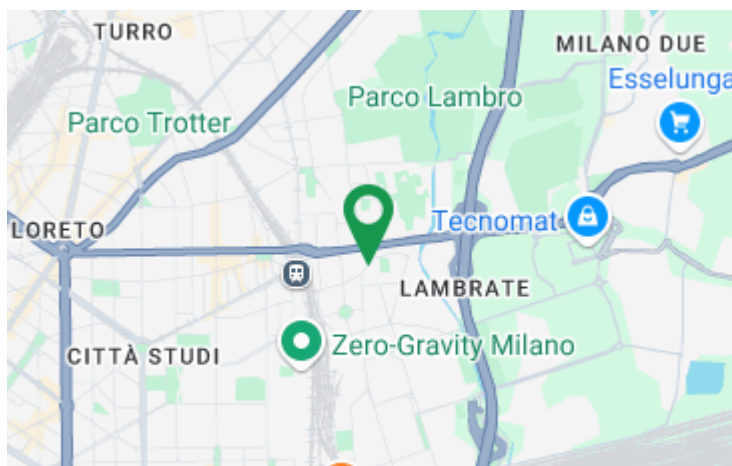 TURRO
MILANO DUE
Esselunga
Parco Lambro
Parco Trotter
LORETO
Tecnomat
LAMBRATE
Zero-Gravity Milano
CITTÀ STUDI